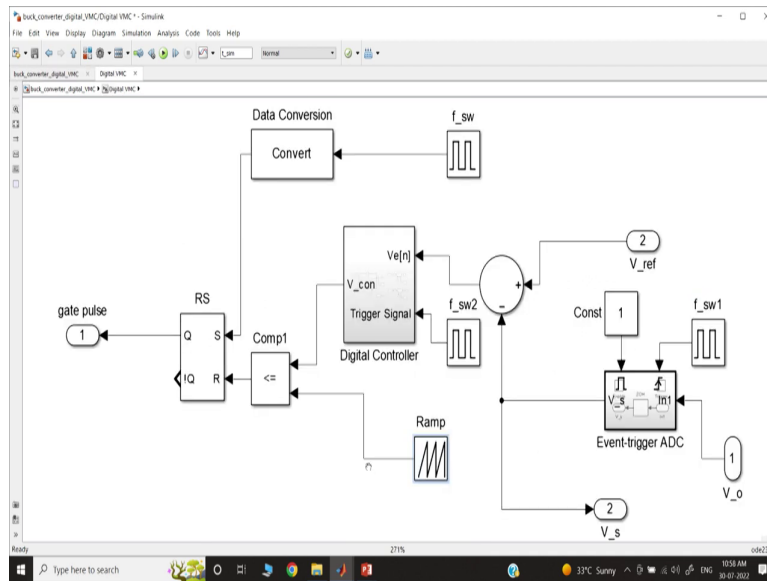 buck_converter_digital_VMC/Digital VMC * - Simulink
File Edit View Display Diagram Simulation Analysis Code Tools Help
t_sim Normal
buck_converter_digital_VMC Digital VMC
buck_converter_digital_VMC Digital VMC
Data Conversion
f_sw
Convert
Ve[n]
2
V_ref
V_con
gate pulse
RS
Trigger Signal
f_sw2
Const
1
f_sw1
1
Q
S
Comp1
Digital Controller
!Q
R
<=
V_s
In1
Ramp
Event-trigger ADC
1
V_o
2
V_s
Ready
271%
Type here to search
33°C Sunny
ENG
10:58 AM
30-07-2022